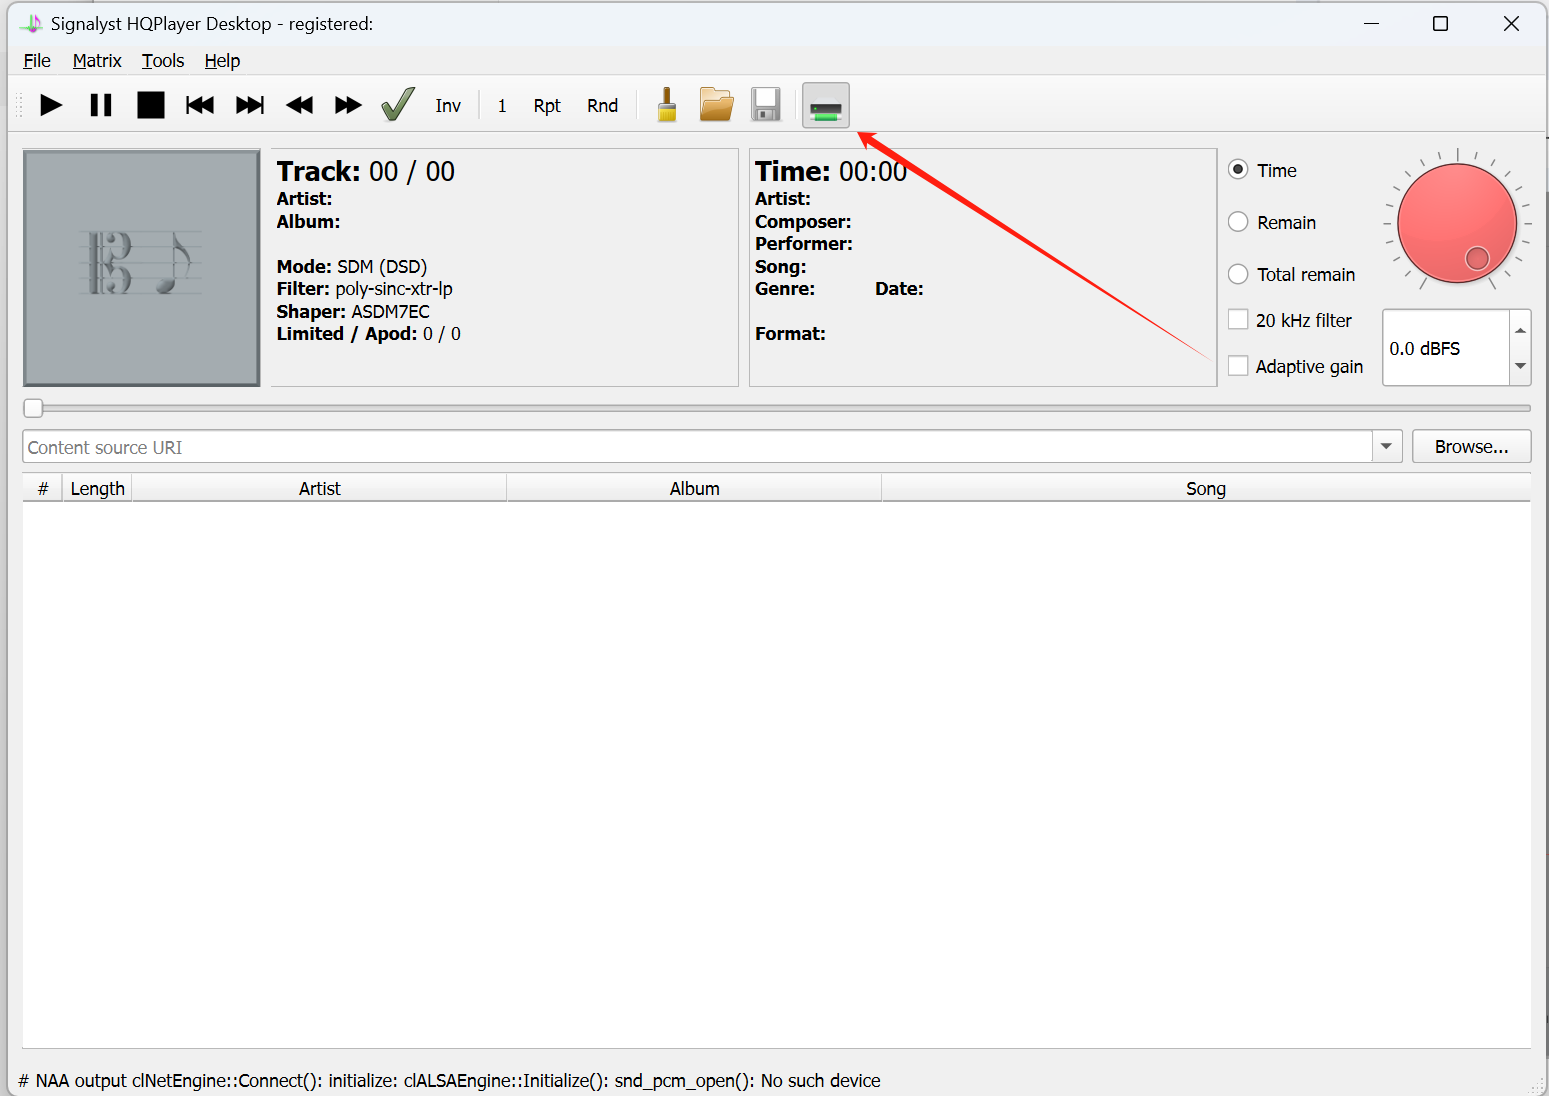 Signalyst HQPlayer Desktop - registered:
File Matrix Tools Help
Inv 1 Rpt Rnd
Track: 00 / 00
Artist:
Album:
Mode: SDM (DSD)
Filter: poly-sinc-xtr-lp
Shaper: ASDM7EC
Limited / Apod: 0 / 0
Time: 00:00
Artist:
Composer:
Performer:
Song:
Genre: Date:
Format:
Time
Remain
Total remain
20 kHz filter
Adaptive gain
0.0 dBFS
Content source URI
Browse...
# Length Artist Album Song
# NAA output clNetEngine::Connect(): initialize: clALSAEngine::Initialize(): snd_pcm_open(): No such device